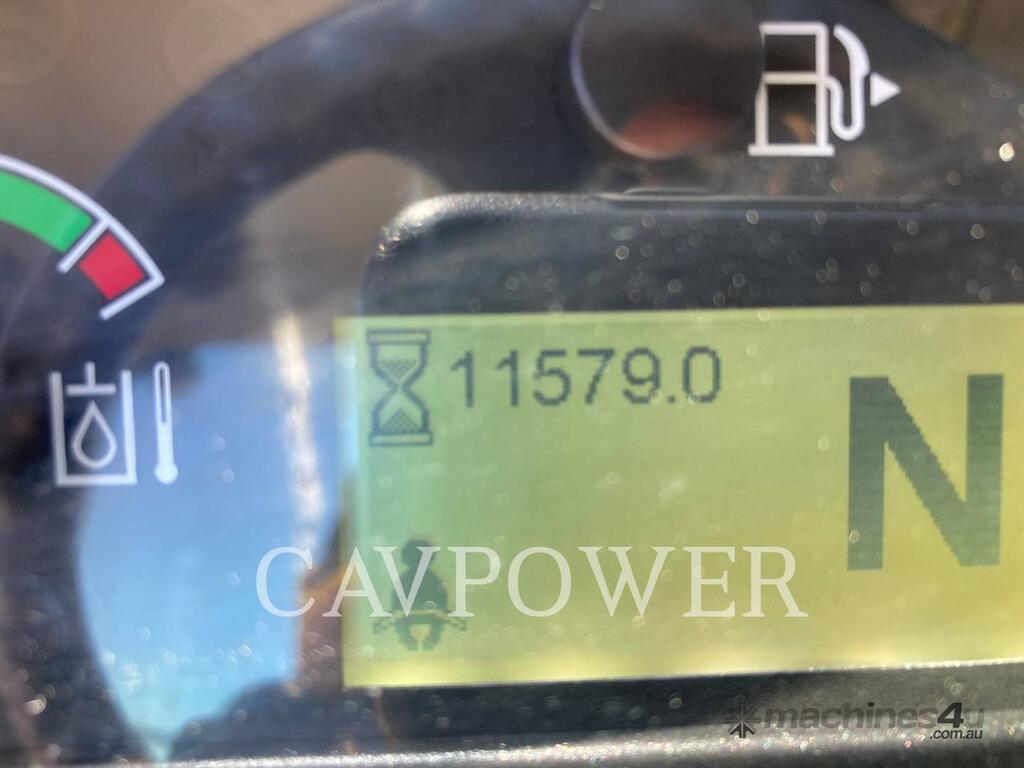 11579.0
N
CAVPOWER
machines4u
.com.au